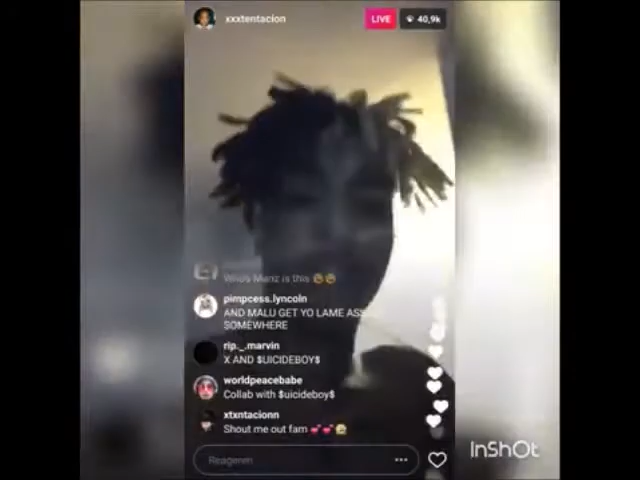 xxxtentacion
LIVE
40,9k
Who's Manz is this
pimpcess.lyncoln
AND MALU GET YO LAME ASS
SOMEWHERE
rip._.marvin
X AND $UICIDEBOY$
worldpeacebabe
Collab with $uicideboy$
xtxntacionn
Shout me out fam 💕💕😭
Reageren
InShOt